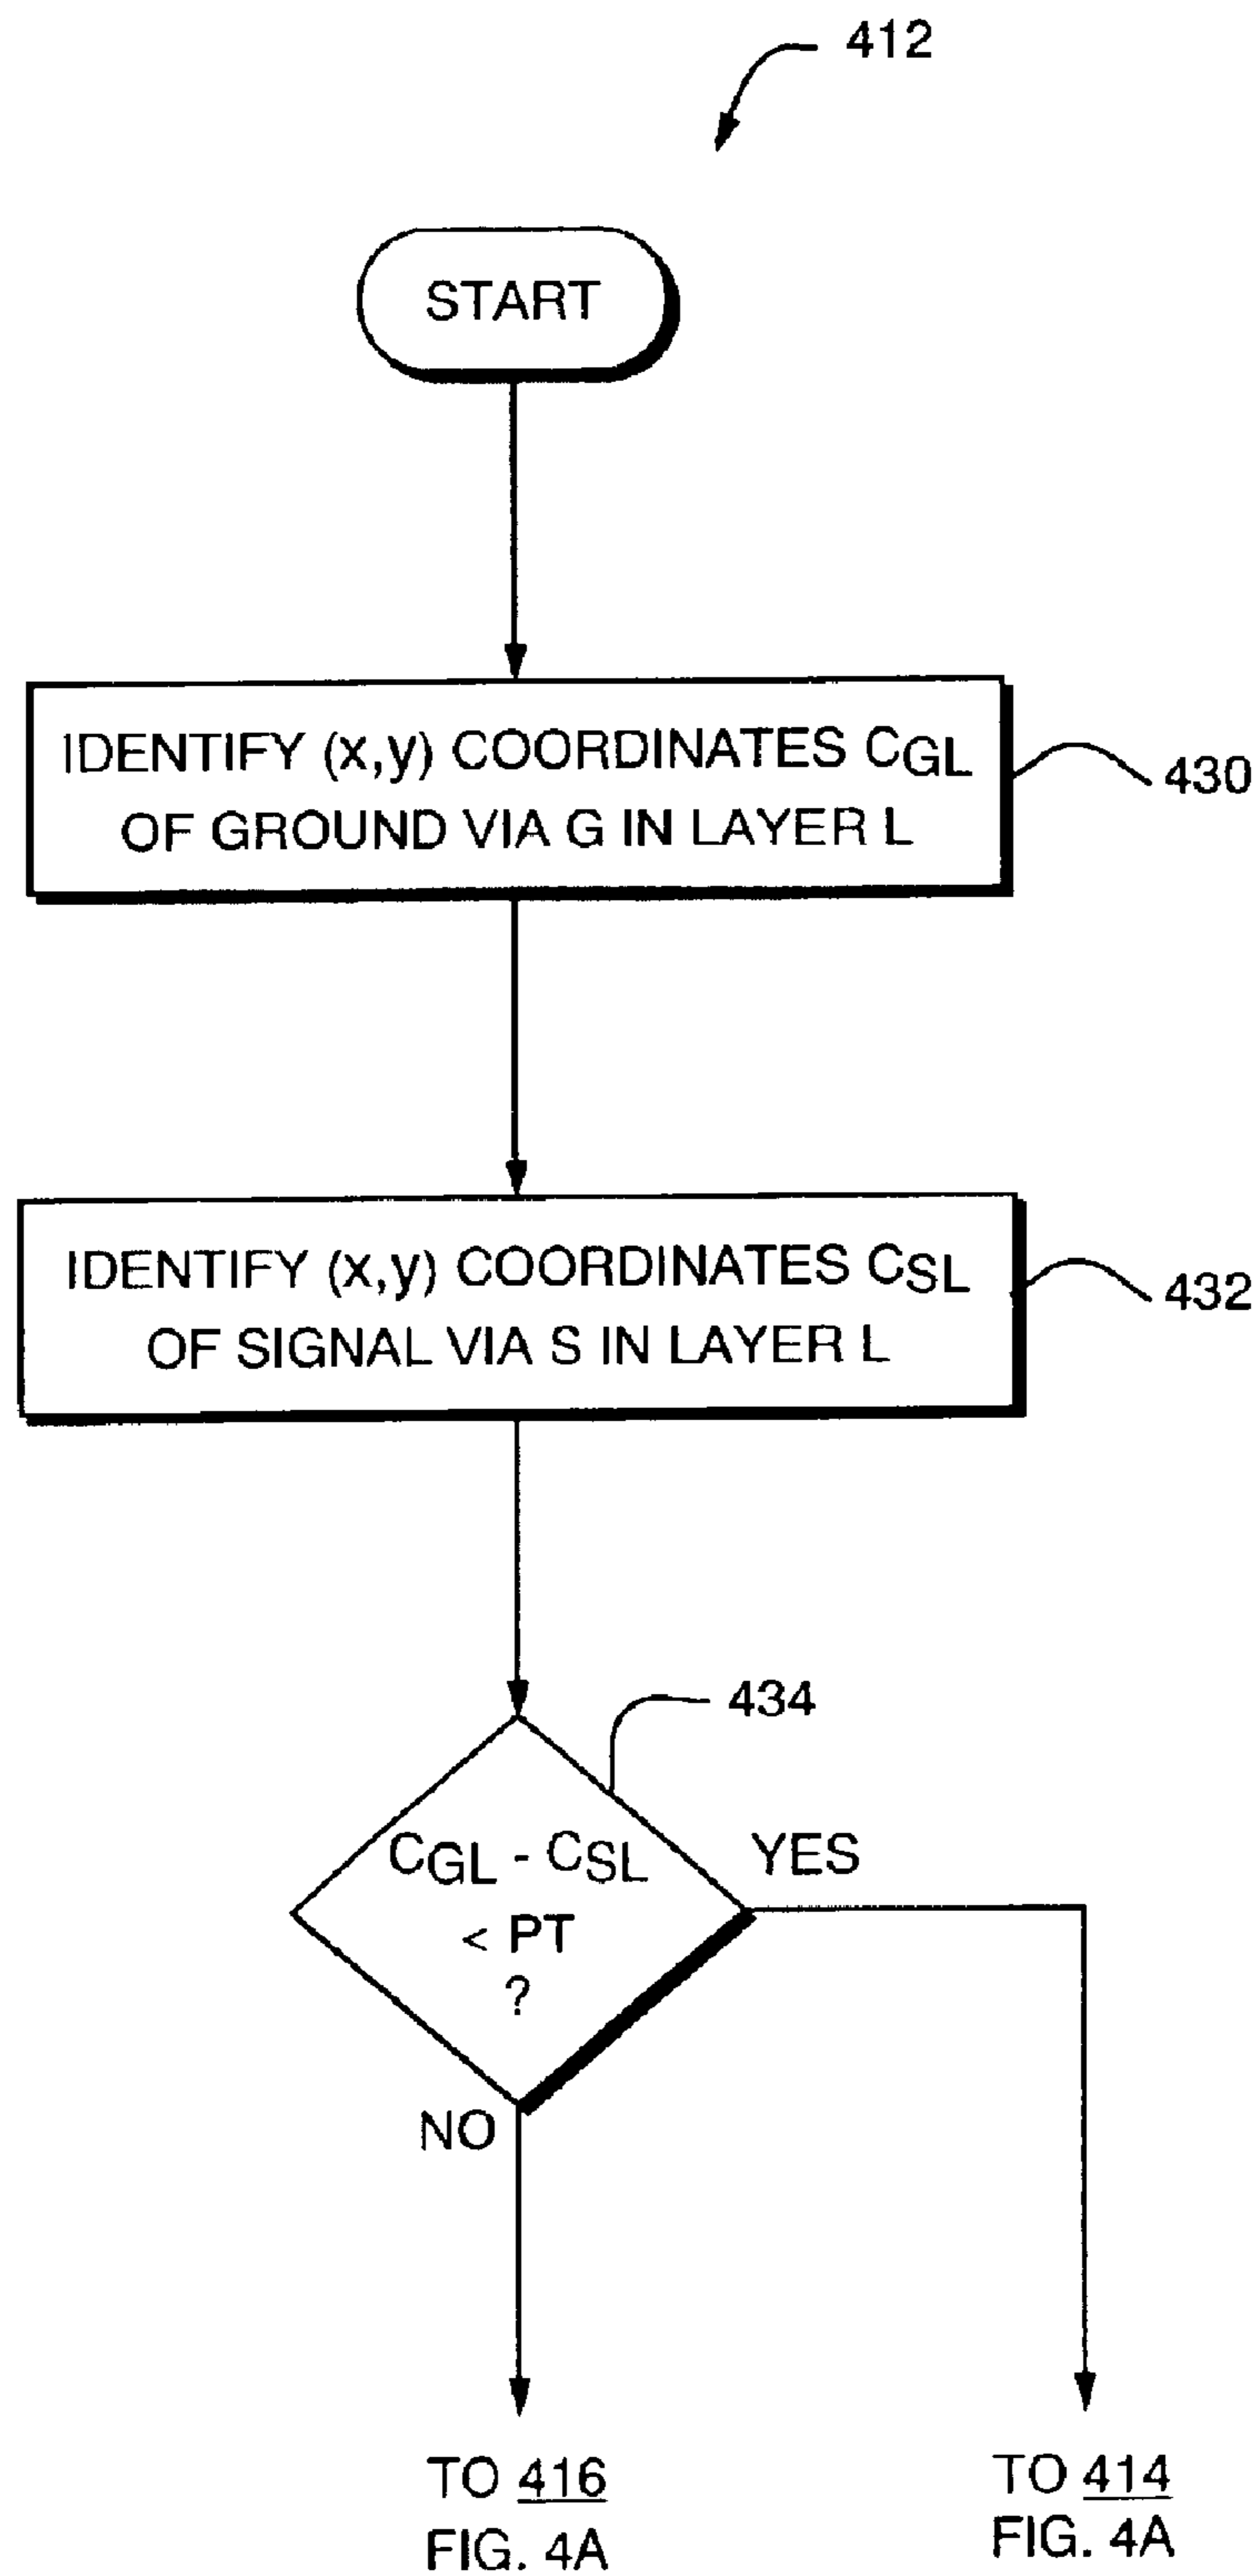 412
START
IDENTIFY (x,y) COORDINATES CGL
OF GROUND VIA G IN LAYER L
430
IDENTIFY (x,y) COORDINATES CSL
OF SIGNAL VIA S IN LAYER L
432
434
CGL - CSL
< PT
?
YES
NO
TO 416
FIG. 4A
TO 414
FIG. 4A